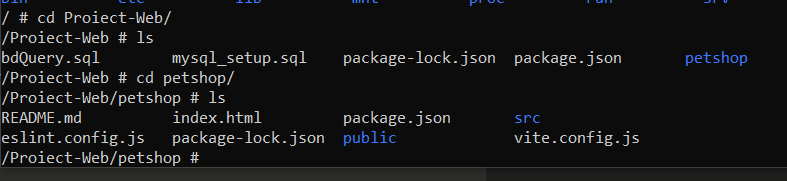 / # cd Proiect-Web/
/Proiect-Web # ls
bdQuery.sql mysql_setup.sql package-lock.json package.json petshop
/Proiect-Web # cd petshop/
/Proiect-Web/petshop # ls
README.md index.html package.json src
eslint.config.js package-lock.json public vite.config.js
/Proiect-Web/petshop #